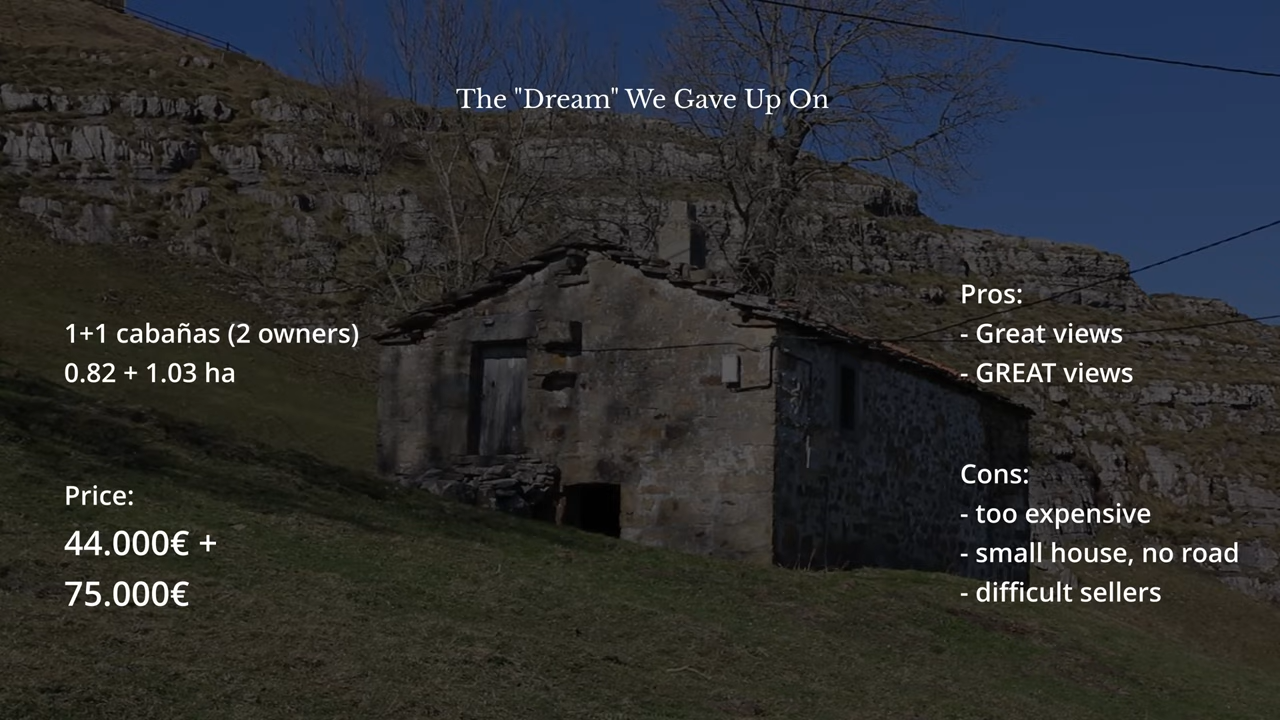 The "Dream" We Gave Up On
1+1 cabañas (2 owners)
0.82 + 1.03 ha
Price:
44.000€ +
75.000€
Pros:
- Great views
- GREAT views
Cons:
- too expensive
- small house, no road
- difficult sellers